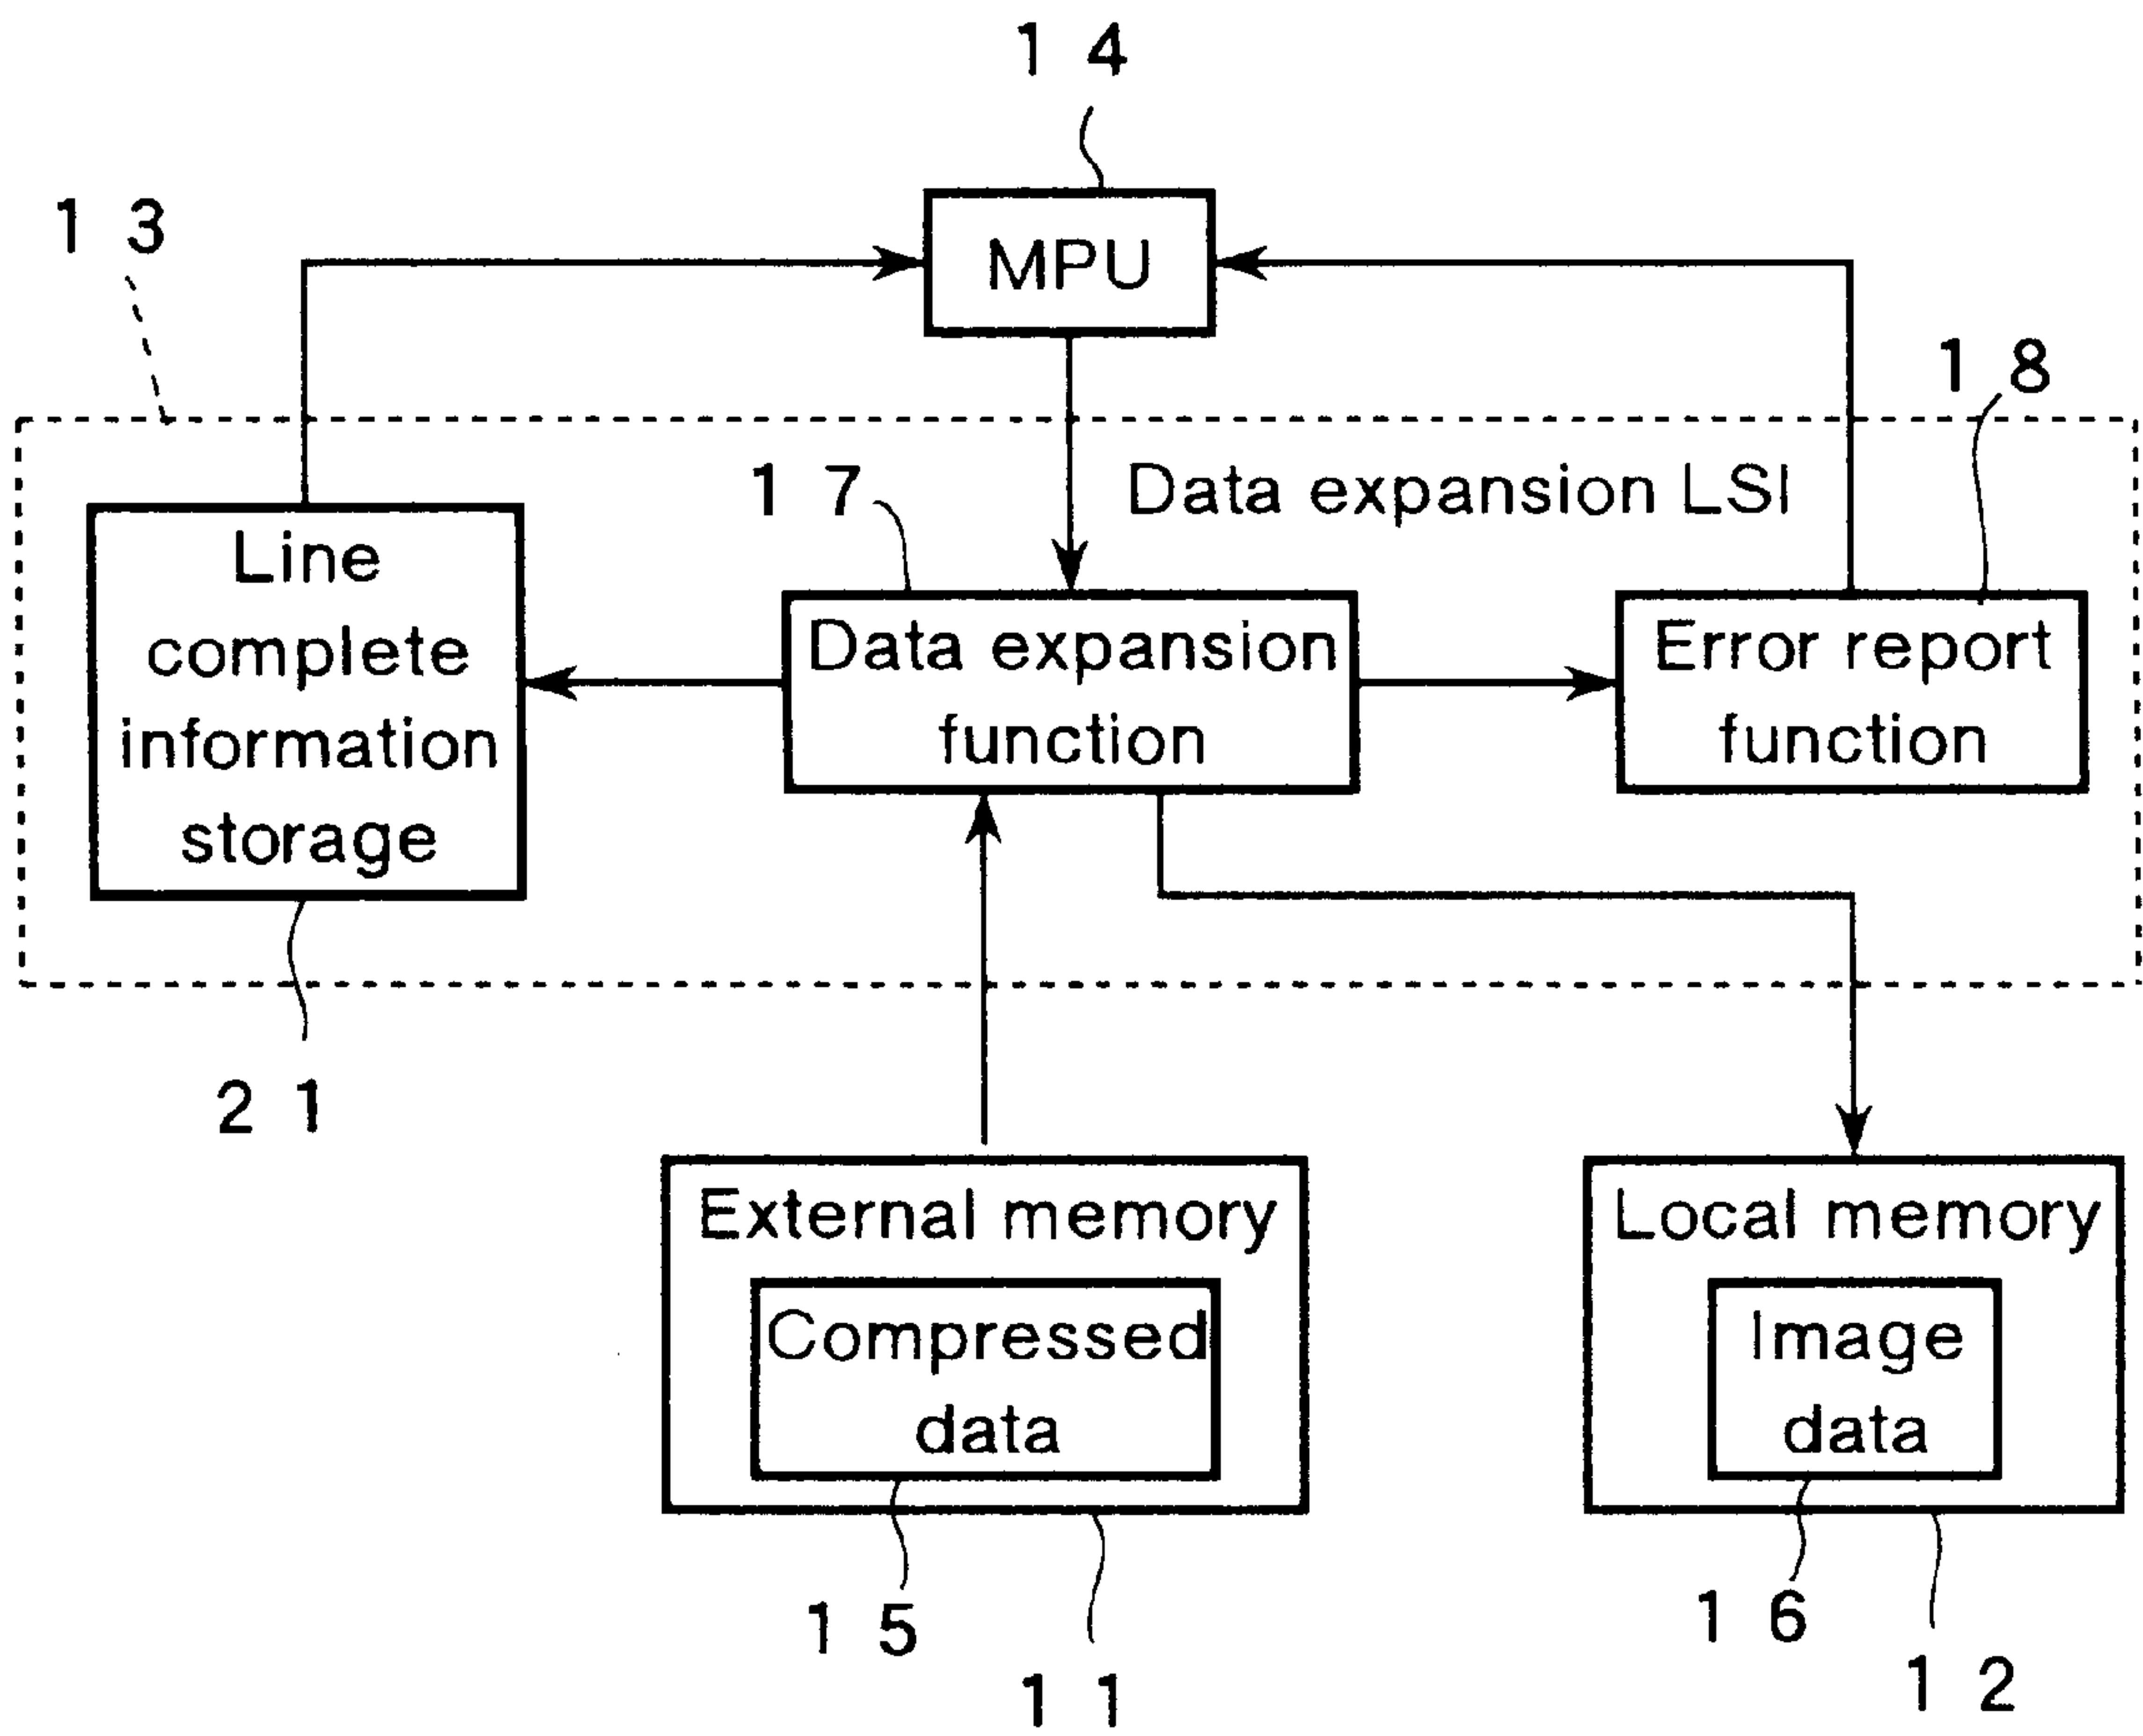 1 4
1 3
MPU
1 8
1 7
Data expansion LSI
Line
complete
information
storage
Data expansion
function
Error report
function
2 1
External memory
Compressed
data
Local memory
Image
data
1 5
1 6
1 1
1 2